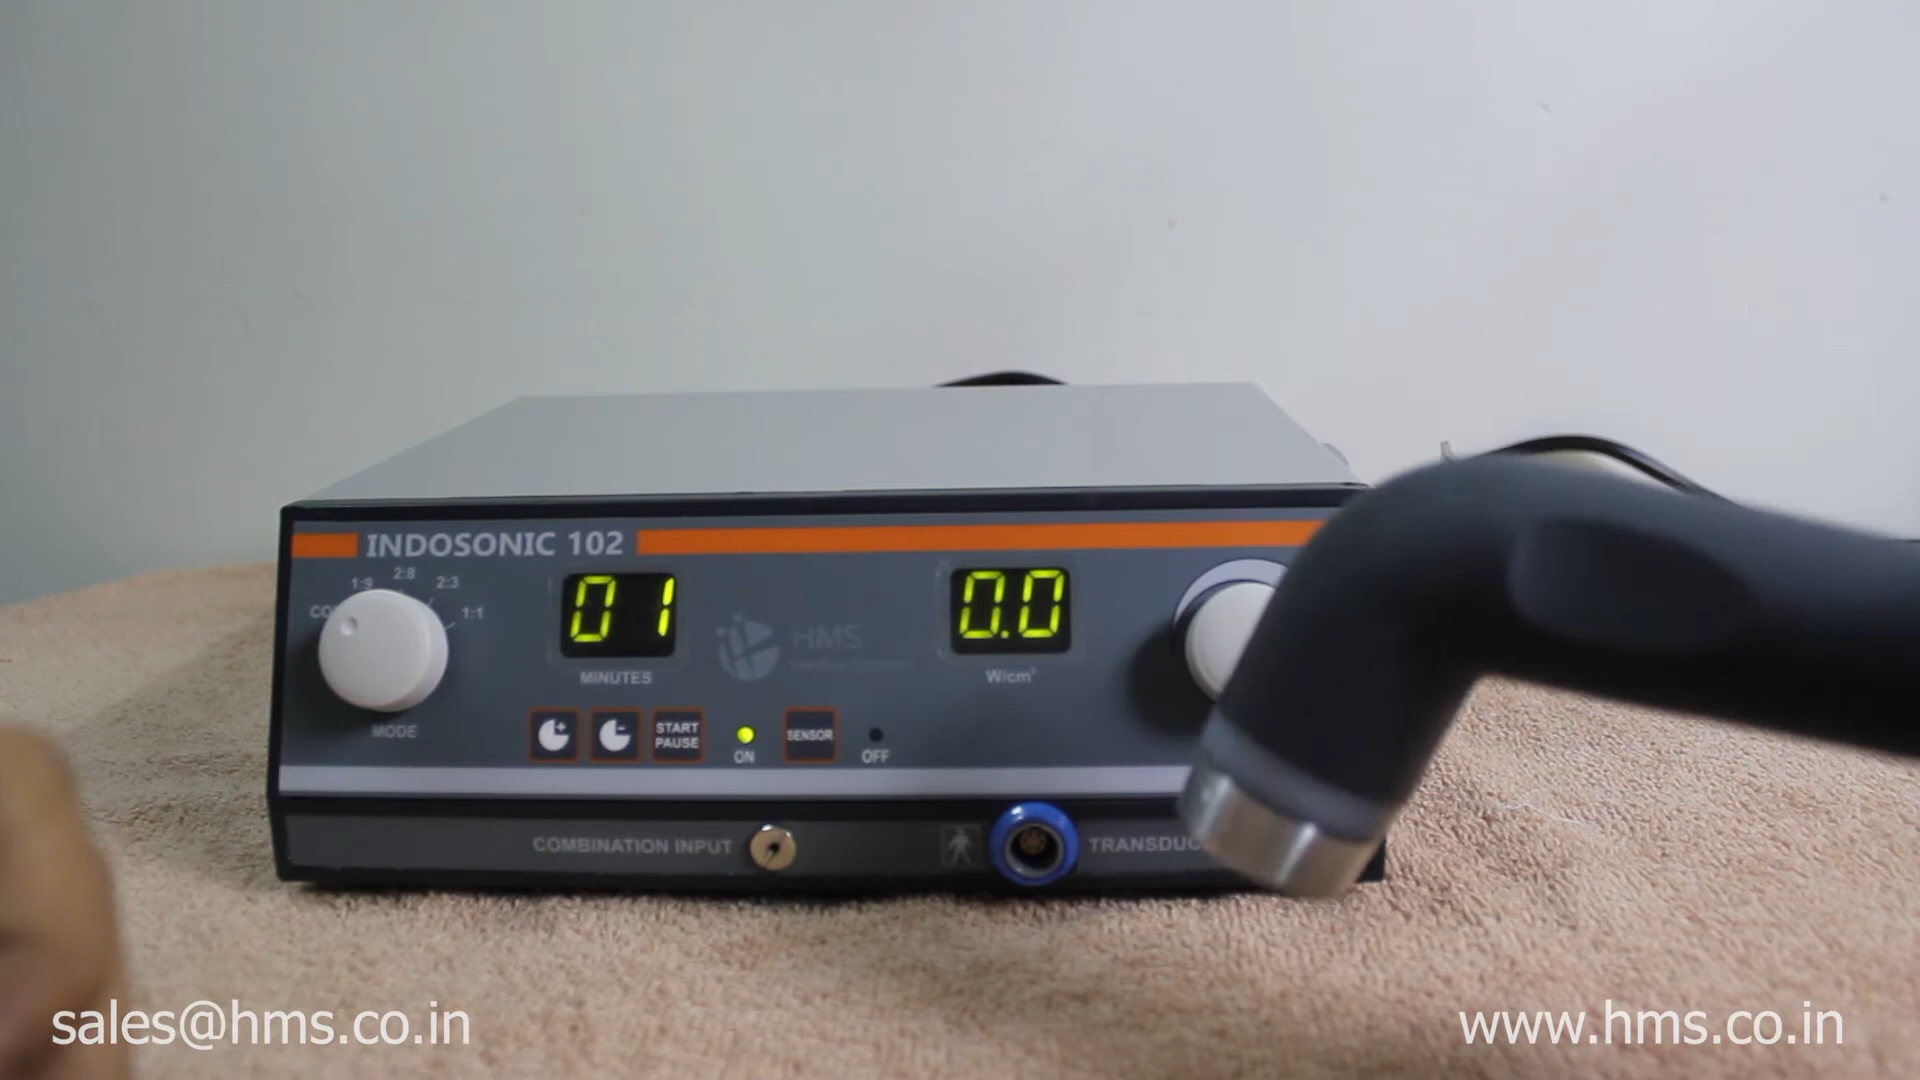 INDOSONIC 102
1:9
2:8
2:3
1:1
01
MINUTES
HMS
0.0
W/cm²
MODE
START
PAUSE
ON
SENSOR
OFF
COMBINATION INPUT
sales@hms.co.in
www.hms.co.in